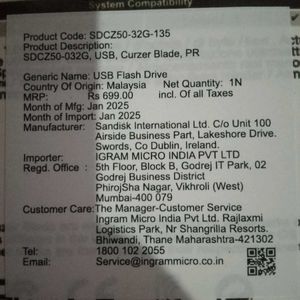 System Compatibility
Product Code: SDCZ50-32G-135
Product Description:
SDCZ50-032G, USB, Curzer Blade, PR
Generic Name: USB Flash Drive
Country Of Origin: Malaysia Net Quantity: 1N
MRP: Rs 699.00 incl. Of all Taxes
Month of Mfg: Jan 2025
Month of Import: Jan 2025
Manufacturer: Sandisk International Ltd. C/o Unit 100
Airside Business Part, Lakeshore Drive.
Swords, Co Dublin, Ireland.
Importer: IGRAM MICRO INDIA PVT LTD
Regd. Office : 5th Floor, Block B, Godrej IT Park, 02
Godrej Business District
PhirojSha Nagar, Vikhroli (West)
Mumbai-400 079
Customer Care: The Manager-Customer Service
Ingram Micro India Pvt Ltd. Rajlaxmi
Logistics Park, Nr Shangrilla Resorts.
Bhiwandi, Thane Maharashtra-421302
Tel No: 1800 102 2055
Email: Service@ingrammicro.co.in